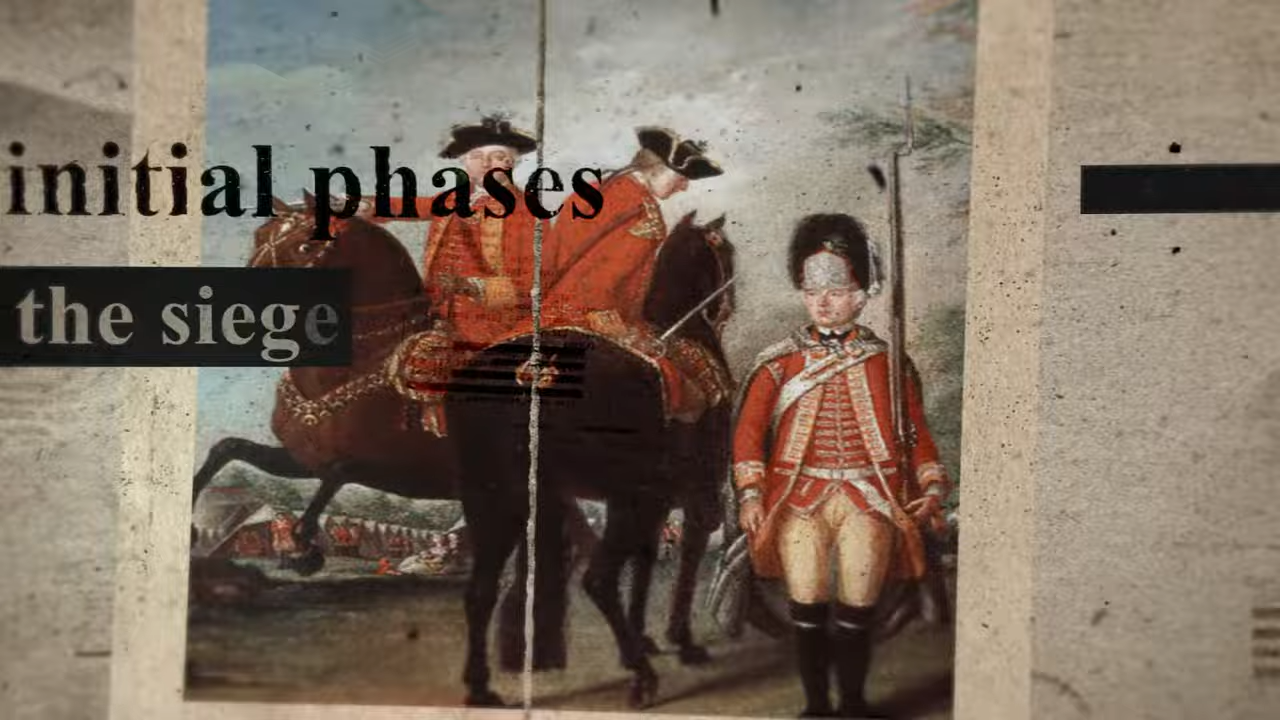 initial phases
the siege